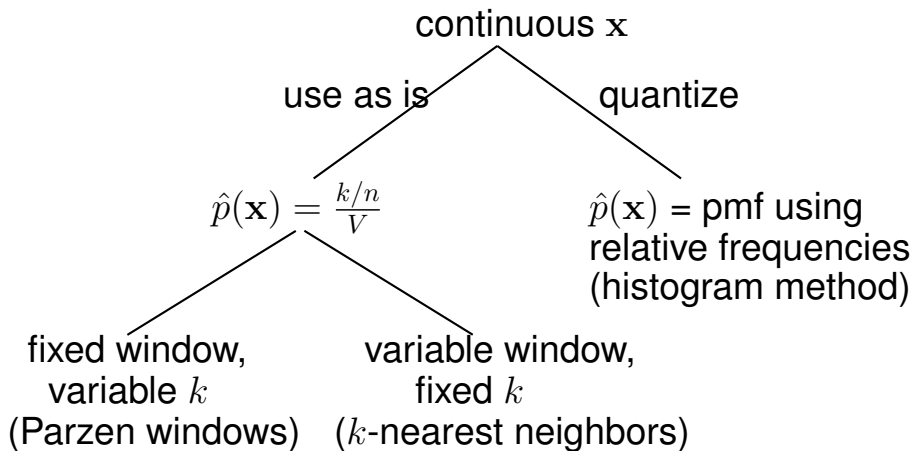 continuous x
use as is
quantize
p̂(x) = (k/n)/V
p̂(x) = pmf using
relative frequencies
(histogram method)
fixed window,
variable k
(Parzen windows)
variable window,
fixed k
(k-nearest neighbors)